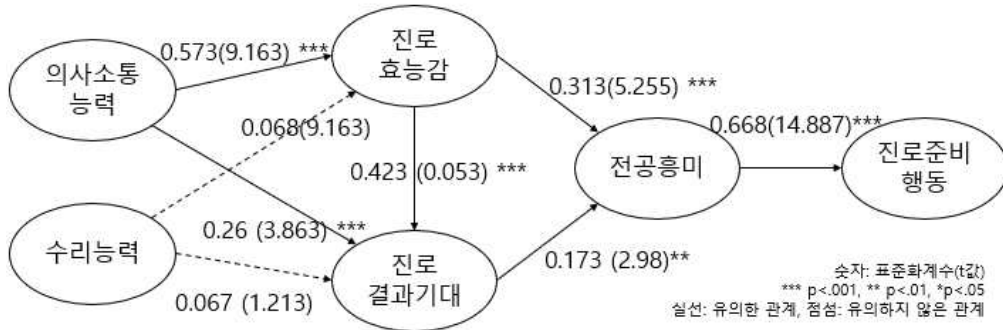 0.573(9.163) ***
진로
효능감
의사소통
능력
0.313(5.255) ***
0.068(9.163)
0.668(14.887)***
0.423 (0.053) ***
전공흥미
진로준비
행동
수리능력
0.26 (3.863) ***
진로
결과기대
0.173 (2.98)**
0.067 (1.213)
숫자: 표준화계수(t값)
*** p<.001, ** p<.01, *p<.05
실선: 유의한 관계, 점섬: 유의하지 않은 관계